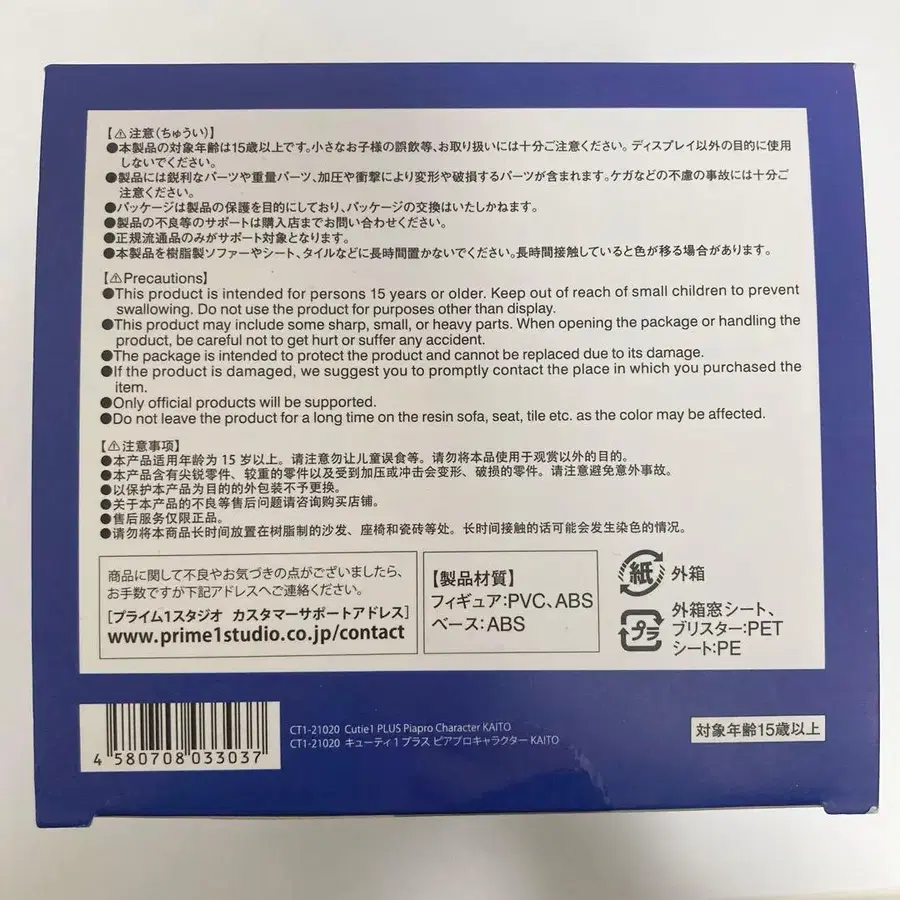 【⚠注意(ちゅうい)】
●本製品の対象年齢は15歳以上です。小さなお子様の誤飲等、お取り扱いには十分ご注意ください。ディスプレイ以外の目的に使用
しないでください。
●製品には鋭利なパーツや重量パーツ、加圧や衝撃により変形や破損するパーツが含まれます。ケガなどの不慮の事故には十分ご
注意ください。
●パッケージは製品の保護を目的にしており、パッケージの交換はいたしかねます。
●製品の不良等のサポートは購入店までお問い合わせください。
●正規流通品のみがサポート対象となります。
●本製品を樹脂製ソファーやシート、タイルなどに長時間置かないでください。長時間接触していると色が移る場合があります。
【⚠Precautions】
●This product is intended for persons 15 years or older. Keep out of reach of small children to prevent
swallowing. Do not use the product for purposes other than display.
●This product may include some sharp, small, or heavy parts. When opening the package or handling the
product, be careful not to get hurt or suffer any accident.
●The package is intended to protect the product and cannot be replaced due to its damage.
●If the product is damaged, we suggest you to promptly contact the place in which you purchased the
item.
●Only official products will be supported.
●Do not leave the product for a long time on the resin sofa, seat, tile etc. as the color may be affected.
【⚠注意事项】
●本产品适用年龄为 15 岁以上。请注意勿让儿童误食等。请勿将本品使用于观赏以外的目的。
●本产品含有尖锐零件、较重的零件以及受到加压或冲击会变形、破损的零件。请注意避免意外事故。
●以保护本产品为目的的外包装不予更换。
●关于本产品的不良等售后问题请咨询购买店铺。
●售后服务仅限正品。
●请勿将本商品长时间放置在树脂制的沙发、座椅和瓷砖等处。长时间接触的话可能会发生染色的情况。
商品に関して不良やお気づきの点がございましたら、
お手数ですが下記アドレスへご連絡ください。
[プライム1スタジオ カスタマーサポートアドレス]
www.prime1studio.co.jp/contact
【製品材質】
フィギュア:PVC、ABS
ベース:ABS
紙 外箱
プラ 外箱窓シート、
ブリスター:PET
シート:PE
4 580708 033037
CT1-21020 Cutie1 PLUS Piapro Character KAITO
CT1-21020 キューティ1 プラス ピアプロキャラクター KAITO
対象年齢15歳以上